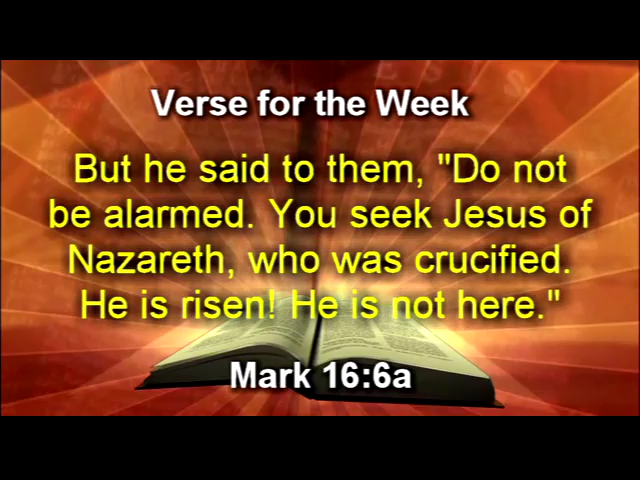 Verse for the Week
But he said to them, "Do not
be alarmed. You seek Jesus of
Nazareth, who was crucified.
He is risen! He is not here."
Mark 16:6a